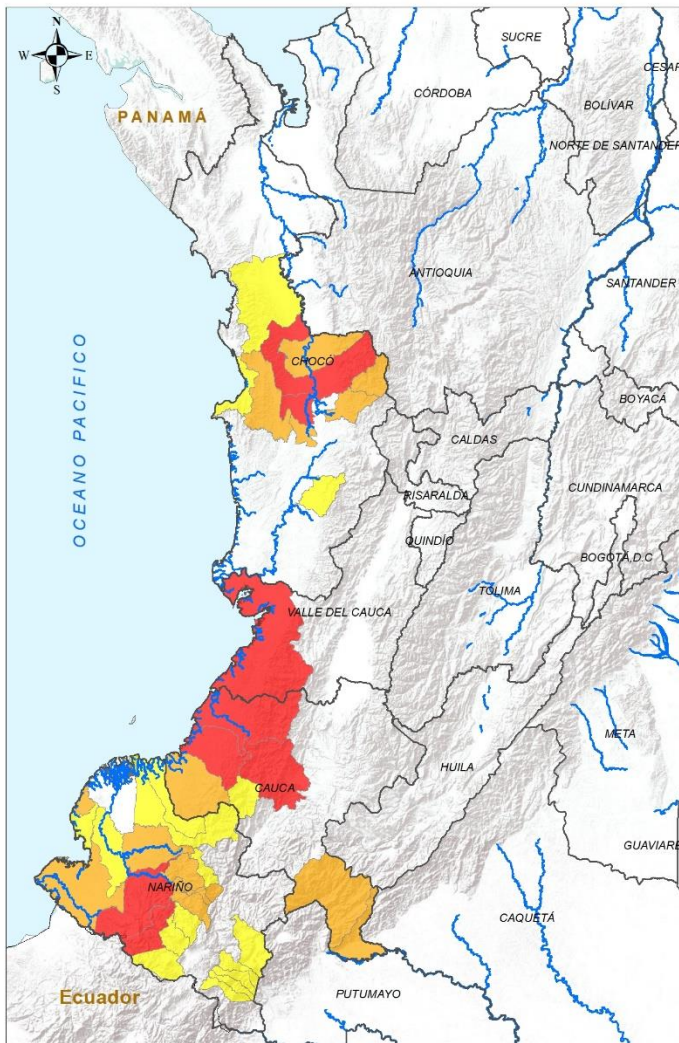 N
W E
S
SUCRE
CESAR
CÓRDOBA
BOLÍVAR
PANAMÁ
NORTE DE SANTANDER
ANTIOQUIA
SANTANDER
CHOCÓ
BOYACÁ
CALDAS
OCEANO PACIFICO
RISARALDA
CUNDINAMARCA
QUINDÍO
BOGOTÁ,D.C
TOLIMA
VALLE DEL CAUCA
META
HUILA
CAUCA
GUAVIARE
NARIÑO
CAQUETÁ
PUTUMAYO
Ecuador